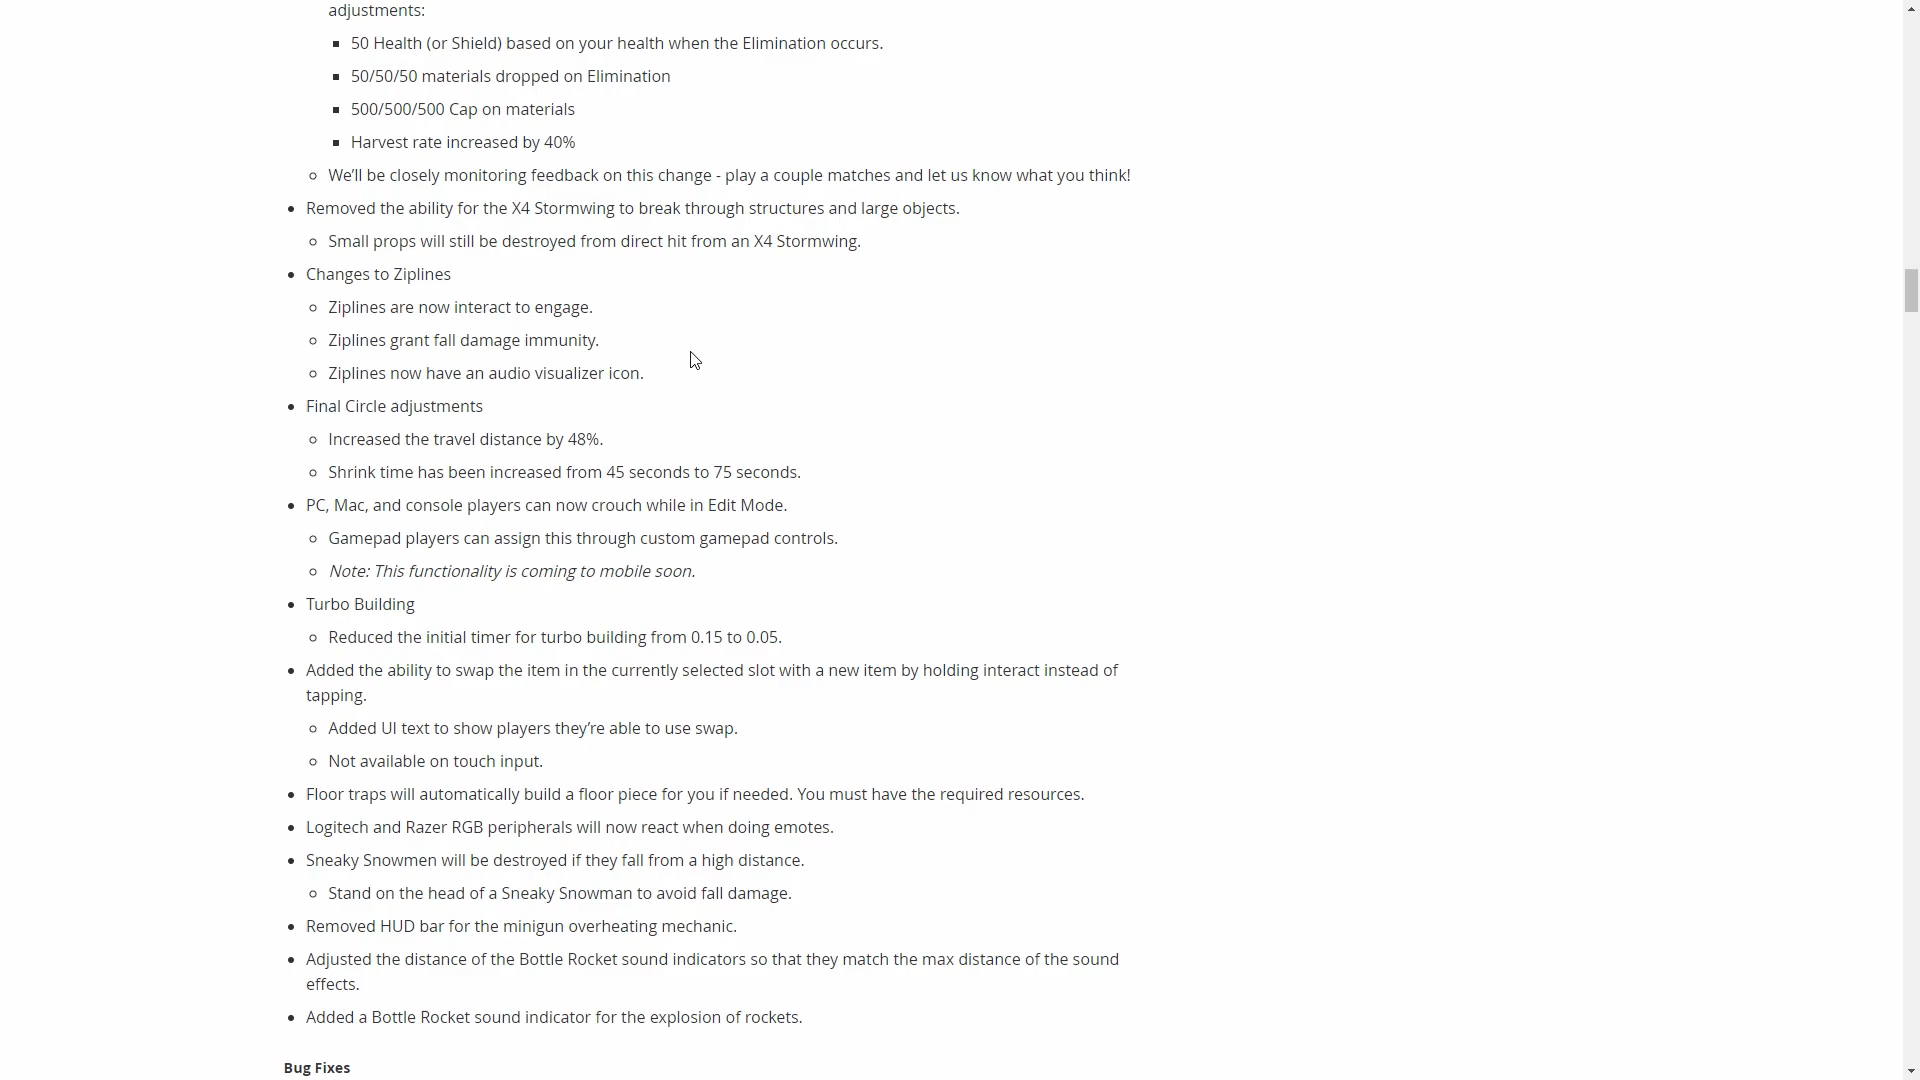 adjustments:
▪ 50 Health (or Shield) based on your health when the Elimination occurs.
▪ 50/50/50 materials dropped on Elimination
▪ 500/500/500 Cap on materials
▪ Harvest rate increased by 40%
○ We’ll be closely monitoring feedback on this change - play a couple matches and let us know what you think!
• Removed the ability for the X4 Stormwing to break through structures and large objects.
○ Small props will still be destroyed from direct hit from an X4 Stormwing.
• Changes to Ziplines
○ Ziplines are now interact to engage.
○ Ziplines grant fall damage immunity.
○ Ziplines now have an audio visualizer icon.
• Final Circle adjustments
○ Increased the travel distance by 48%.
○ Shrink time has been increased from 45 seconds to 75 seconds.
• PC, Mac, and console players can now crouch while in Edit Mode.
○ Gamepad players can assign this through custom gamepad controls.
○ Note: This functionality is coming to mobile soon.
• Turbo Building
○ Reduced the initial timer for turbo building from 0.15 to 0.05.
• Added the ability to swap the item in the currently selected slot with a new item by holding interact instead of
tapping.
○ Added UI text to show players they’re able to use swap.
○ Not available on touch input.
• Floor traps will automatically build a floor piece for you if needed. You must have the required resources.
• Logitech and Razer RGB peripherals will now react when doing emotes.
• Sneaky Snowmen will be destroyed if they fall from a high distance.
○ Stand on the head of a Sneaky Snowman to avoid fall damage.
• Removed HUD bar for the minigun overheating mechanic.
• Adjusted the distance of the Bottle Rocket sound indicators so that they match the max distance of the sound
effects.
• Added a Bottle Rocket sound indicator for the explosion of rockets.
Bug Fixes